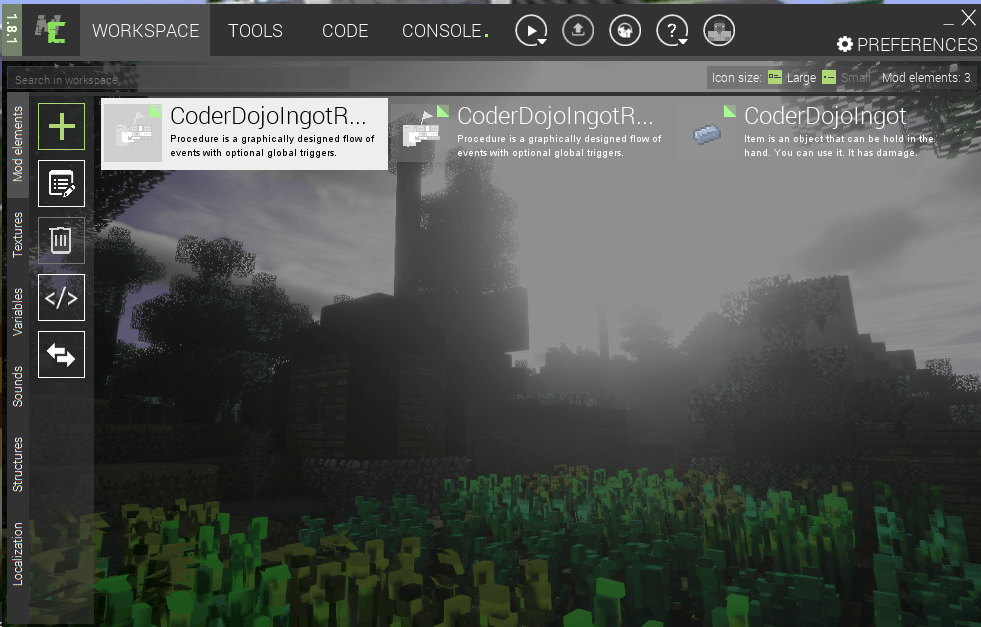 1.8.1
WORKSPACE TOOLS CODE CONSOLE
PREFERENCES
Search in workspace
Icon size: Large Small Mod elements: 3
Mod elements
Textures
Variables
Sounds
Structures
Localization
CoderDojoIngotR...
Procedure is a graphically designed flow of
events with optional global triggers.
CoderDojoIngotR...
Procedure is a graphically designed flow of
events with optional global triggers.
CoderDojoIngot
Item is an object that can be hold in the
hand. You can use it. It has damage.